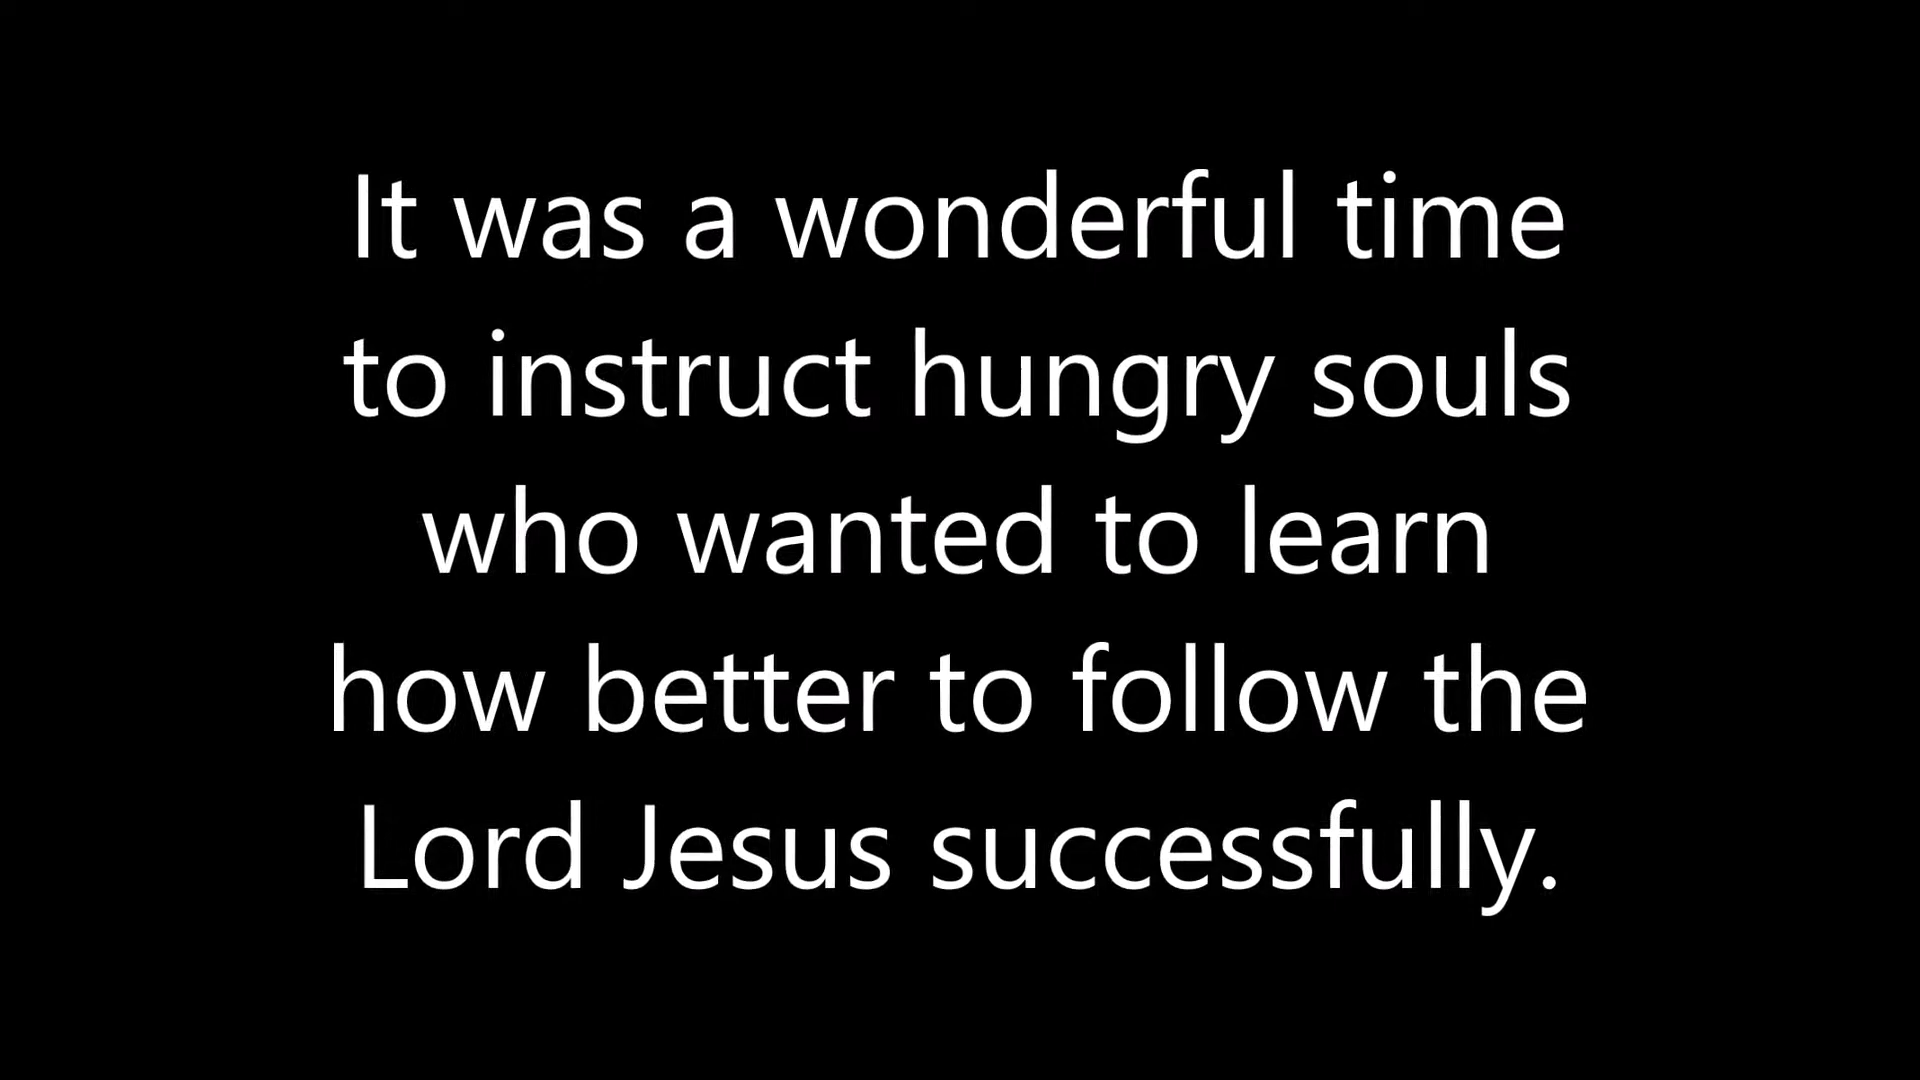 It was a wonderful time
to instruct hungry souls
who wanted to learn
how better to follow the
Lord Jesus successfully.